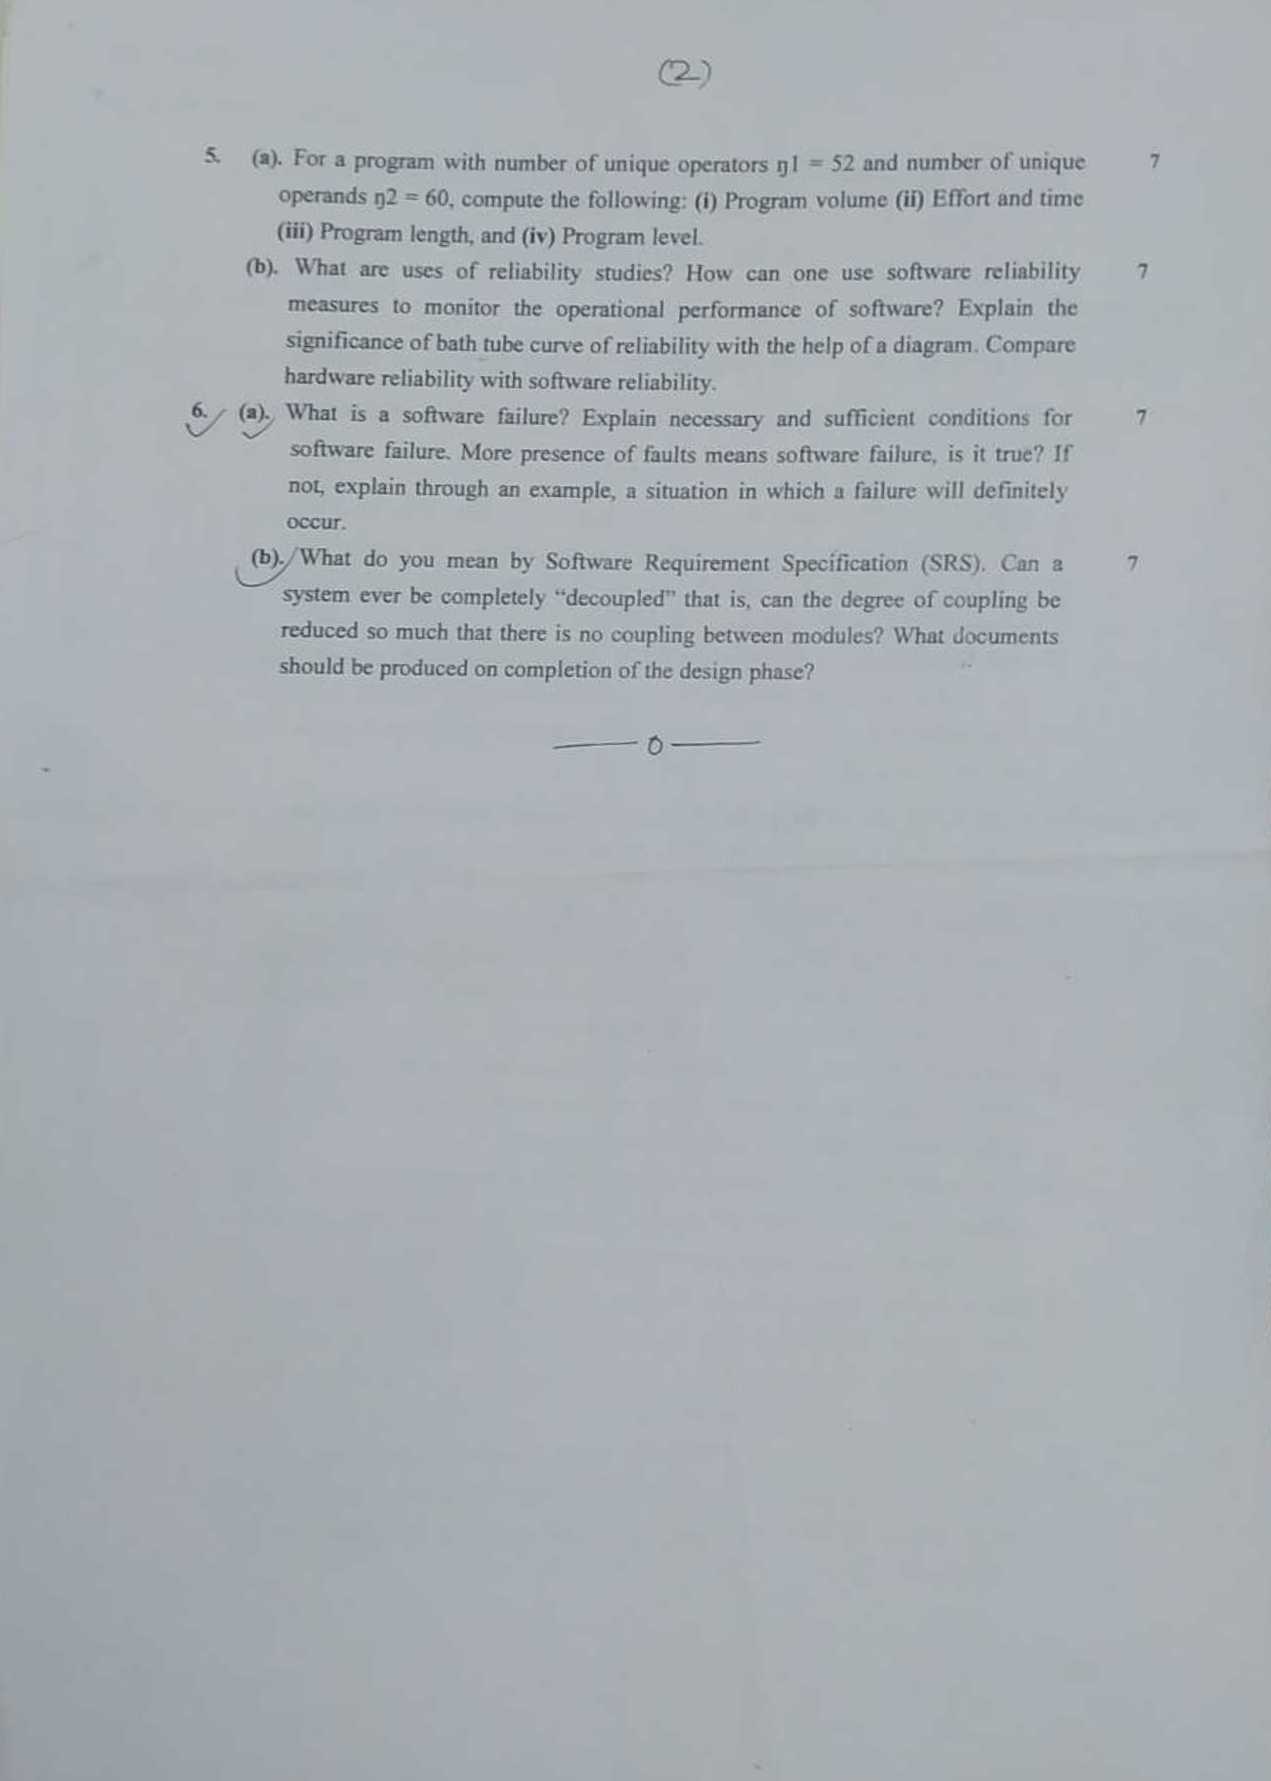 (2)
5. (a). For a program with number of unique operators ŋ1 = 52 and number of unique 7
operands ŋ2 = 60, compute the following: (i) Program volume (ii) Effort and time
(iii) Program length, and (iv) Program level.
(b). What are uses of reliability studies? How can one use software reliability 7
measures to monitor the operational performance of software? Explain the
significance of bath tube curve of reliability with the help of a diagram. Compare
hardware reliability with software reliability.
6. (a). What is a software failure? Explain necessary and sufficient conditions for 7
software failure. More presence of faults means software failure, is it true? If
not, explain through an example, a situation in which a failure will definitely
occur.
(b). What do you mean by Software Requirement Specification (SRS). Can a 7
system ever be completely “decoupled” that is, can the degree of coupling be
reduced so much that there is no coupling between modules? What documents
should be produced on completion of the design phase?
— 0 —